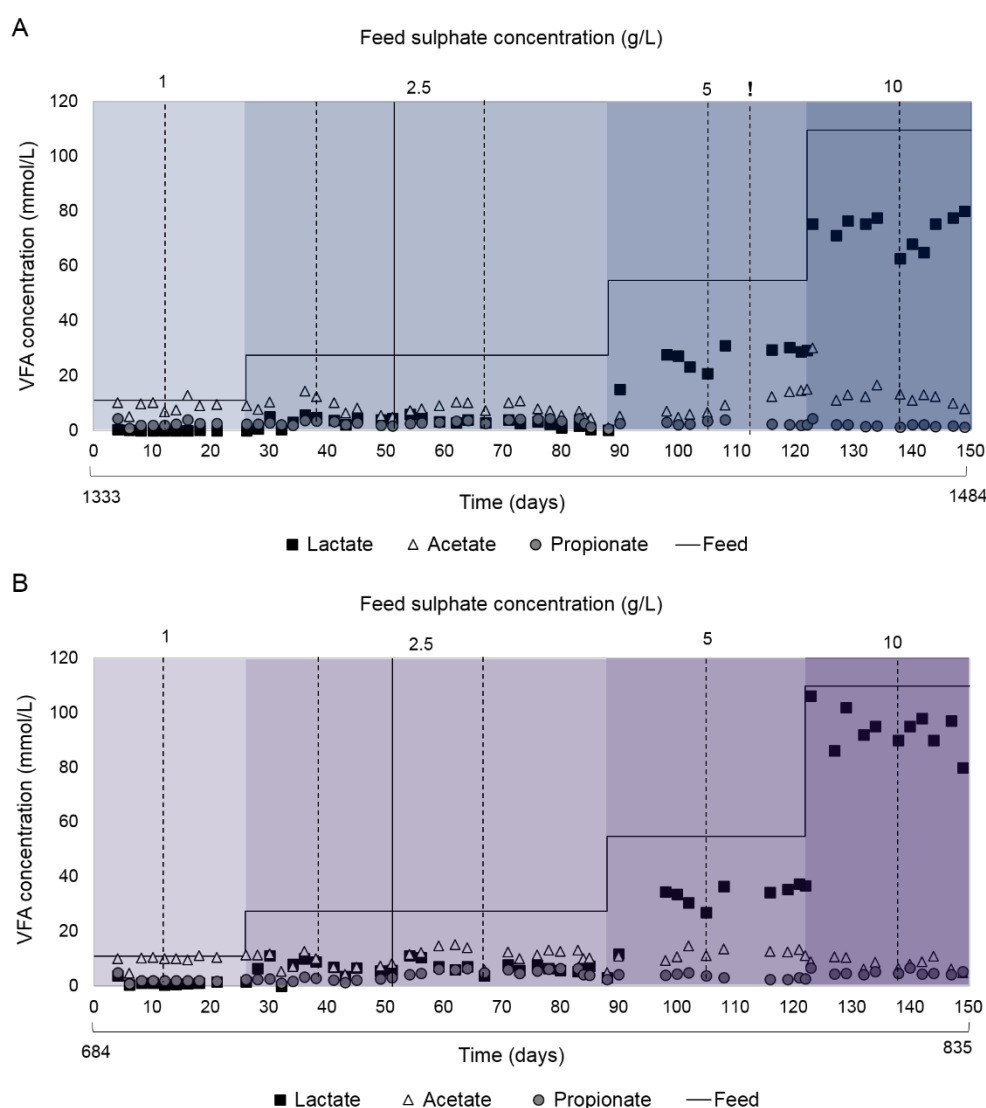 A
Feed sulphate concentration (g/L)
1 2.5 5 ! 10
120
100
80
60
40
20
0
VFA concentration (mmol/L)
0 10 20 30 40 50 60 70 80 90 100 110 120 130 140 150
1333 1484
Time (days)
Lactate Acetate Propionate Feed
B
Feed sulphate concentration (g/L)
1 2.5 5 10
120
100
80
60
40
20
0
VFA concentration (mmol/L)
0 10 20 30 40 50 60 70 80 90 100 110 120 130 140 150
684 835
Time (days)
Lactate Acetate Propionate Feed